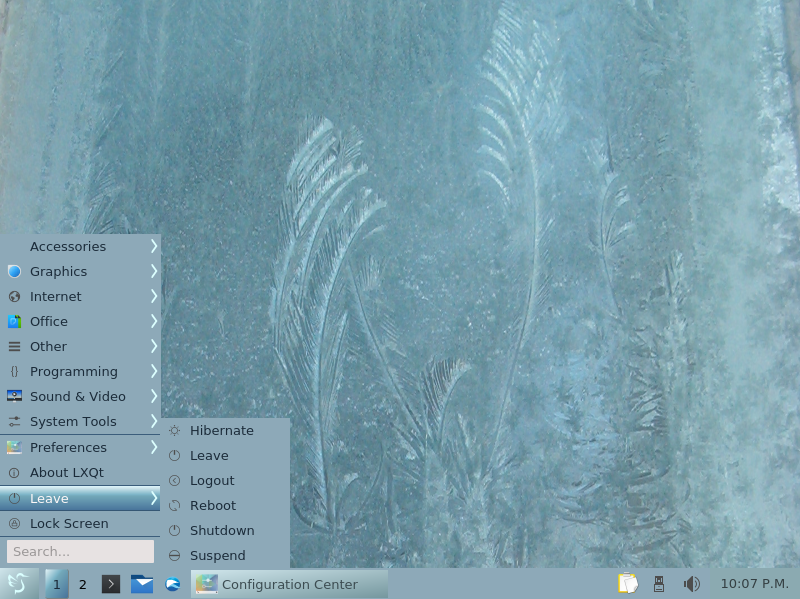 Accessories
Graphics
Internet
Office
Other
Programming
Sound & Video
System Tools
Preferences
About LXQt
Leave
Lock Screen
Search...
Hibernate
Leave
Logout
Reboot
Shutdown
Suspend
1 2 Configuration Center 10:07 P.M.